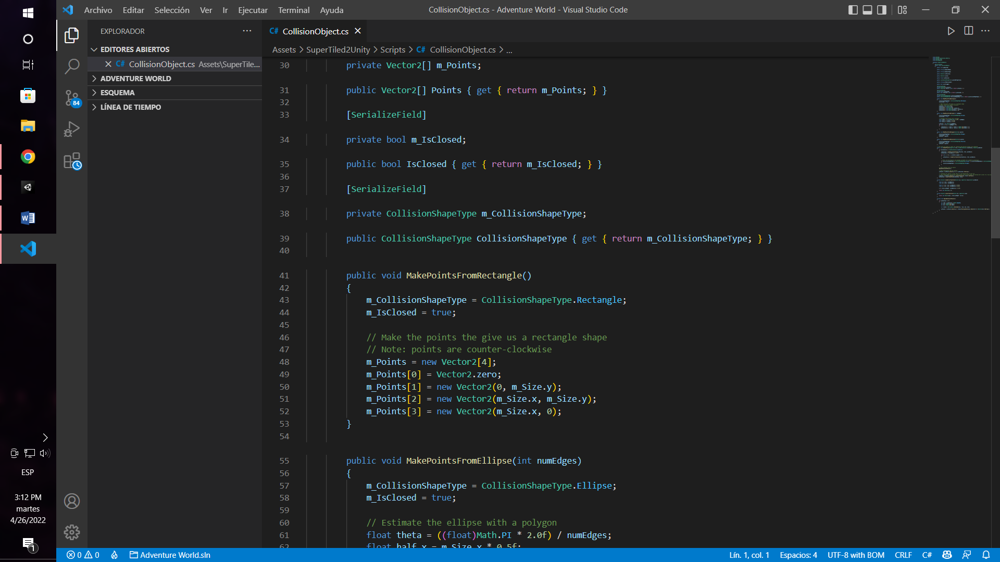 Archivo Editar Selección Ver Ir Ejecutar Terminal Ayuda
CollisionObject.cs - Adventure World - Visual Studio Code
EXPLORADOR
EDITORES ABIERTOS
C# CollisionObject.cs Assets\SuperTile...
ADVENTURE WORLD
ESQUEMA
LÍNEA DE TIEMPO
84
C# CollisionObject.cs
Assets > SuperTiled2Unity > Scripts > C# CollisionObject.cs > ...
30 private Vector2[] m_Points;
31 public Vector2[] Points { get { return m_Points; } }
32
33 [SerializeField]
34 private bool m_IsClosed;
35 public bool IsClosed { get { return m_IsClosed; } }
36
37 [SerializeField]
38 private CollisionShapeType m_CollisionShapeType;
39 public CollisionShapeType CollisionShapeType { get { return m_CollisionShapeType; } }
40
41 public void MakePointsFromRectangle()
42 {
43 m_CollisionShapeType = CollisionShapeType.Rectangle;
44 m_IsClosed = true;
45
46 // Make the points the give us a rectangle shape
47 // Note: points are counter-clockwise
48 m_Points = new Vector2[4];
49 m_Points[0] = Vector2.zero;
50 m_Points[1] = new Vector2(0, m_Size.y);
51 m_Points[2] = new Vector2(m_Size.x, m_Size.y);
52 m_Points[3] = new Vector2(m_Size.x, 0);
53 }
54
55 public void MakePointsFromEllipse(int numEdges)
56 {
57 m_CollisionShapeType = CollisionShapeType.Ellipse;
58 m_IsClosed = true;
59
60 // Estimate the ellipse with a polygon
61 float theta = ((float)Math.PI * 2.0f) / numEdges;
62 float half_x = m_Size.x * 0.5f;
ESP
3:12 PM
martes
4/26/2022
1
0 0 Adventure World.sln
Lín. 1, col. 1 Espacios: 4 UTF-8 with BOM CRLF C#